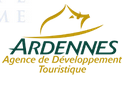 ARDENNES
Agence de Développement
Touristique